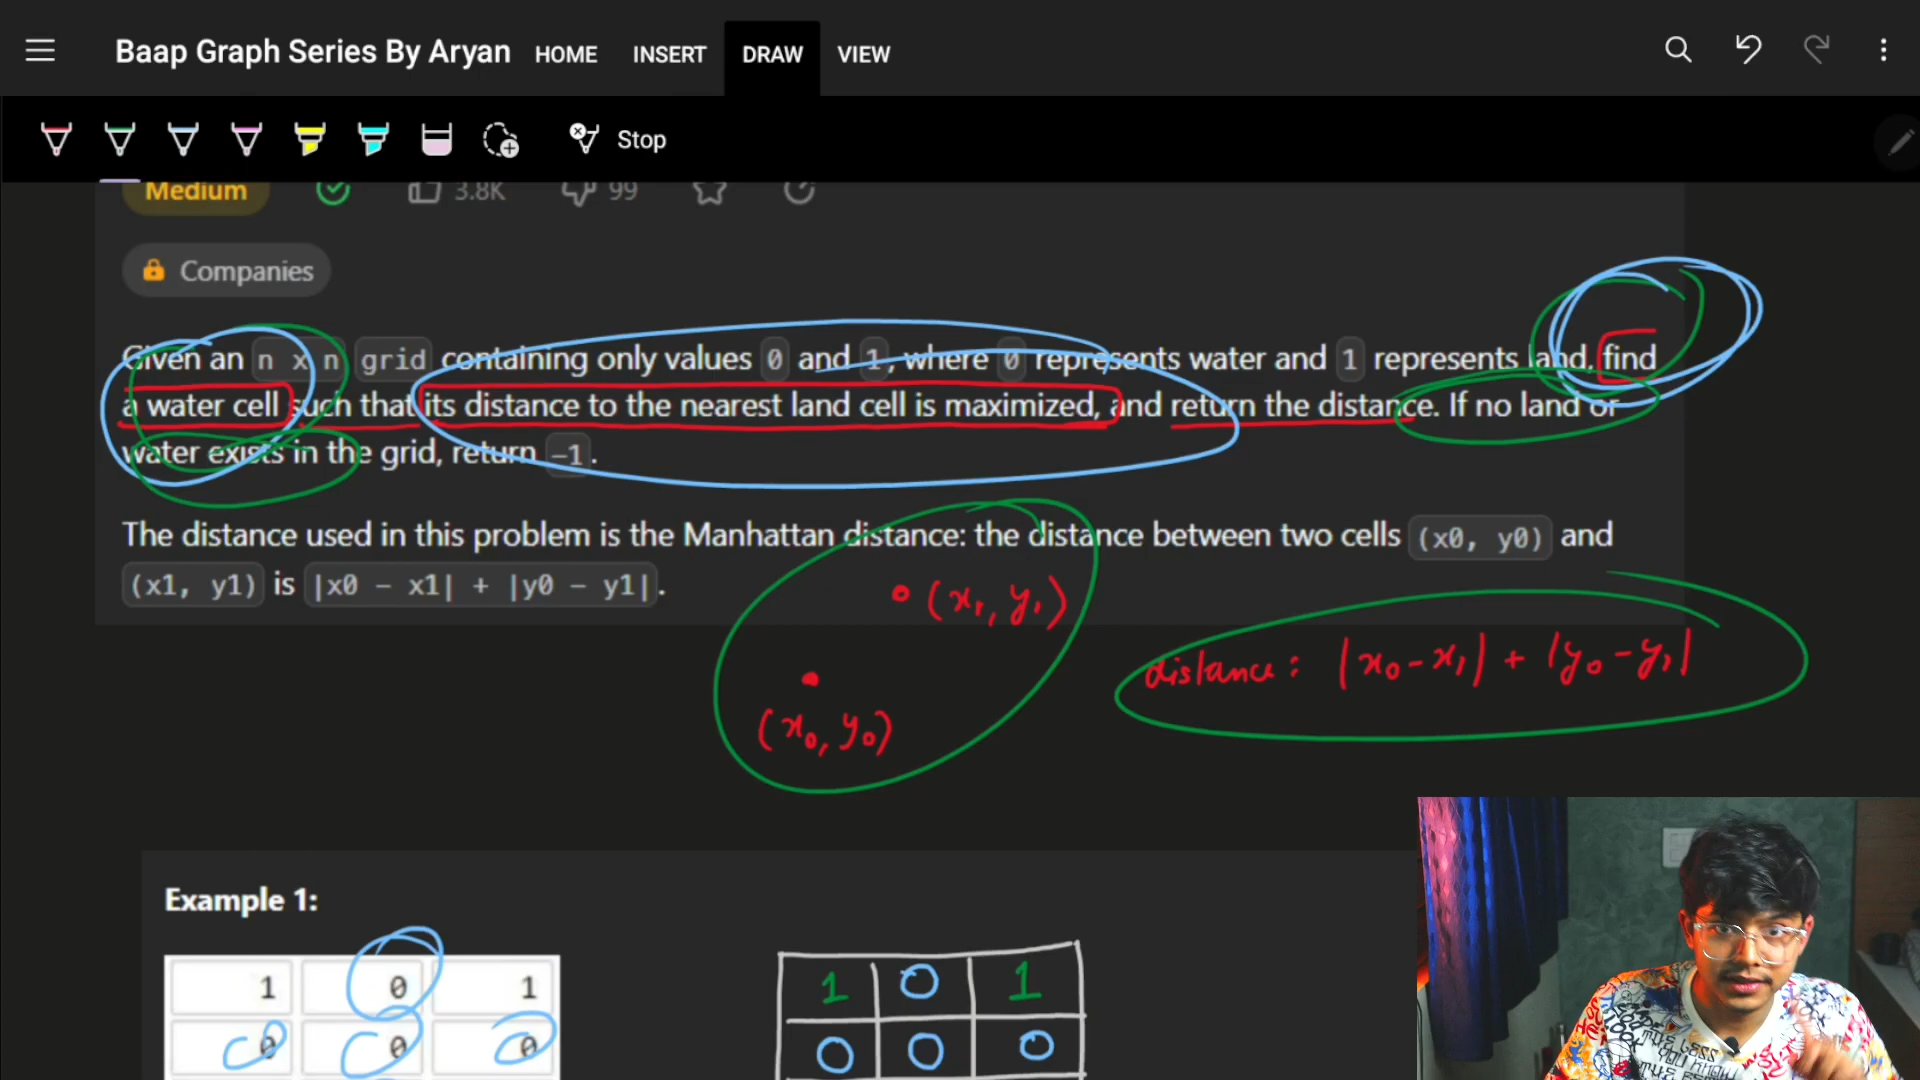 Baap Graph Series By Aryan HOME INSERT DRAW VIEW
Stop
Medium 3.8K 99
Companies
Given an n x n grid containing only values 0 and 1, where 0 represents water and 1 represents land, find
a water cell such that its distance to the nearest land cell is maximized, and return the distance. If no land or
water exists in the grid, return -1.
The distance used in this problem is the Manhattan distance: the distance between two cells (x0, y0) and
(x1, y1) is |x0 - x1| + |y0 - y1|.
(x1, y1)
distance: |x0-x1| + |y0-y1|
(x0, y0)
Example 1:
1 0 1
0 0 0
1 0 1
0 0 0